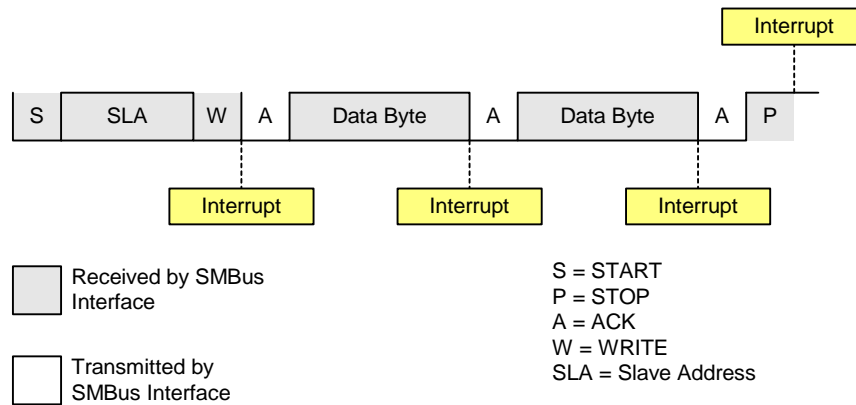 Interrupt
S SLA W A Data Byte A Data Byte A P
Interrupt Interrupt Interrupt
Received by SMBus
Interface
Transmitted by
SMBus Interface
S = START
P = STOP
A = ACK
W = WRITE
SLA = Slave Address